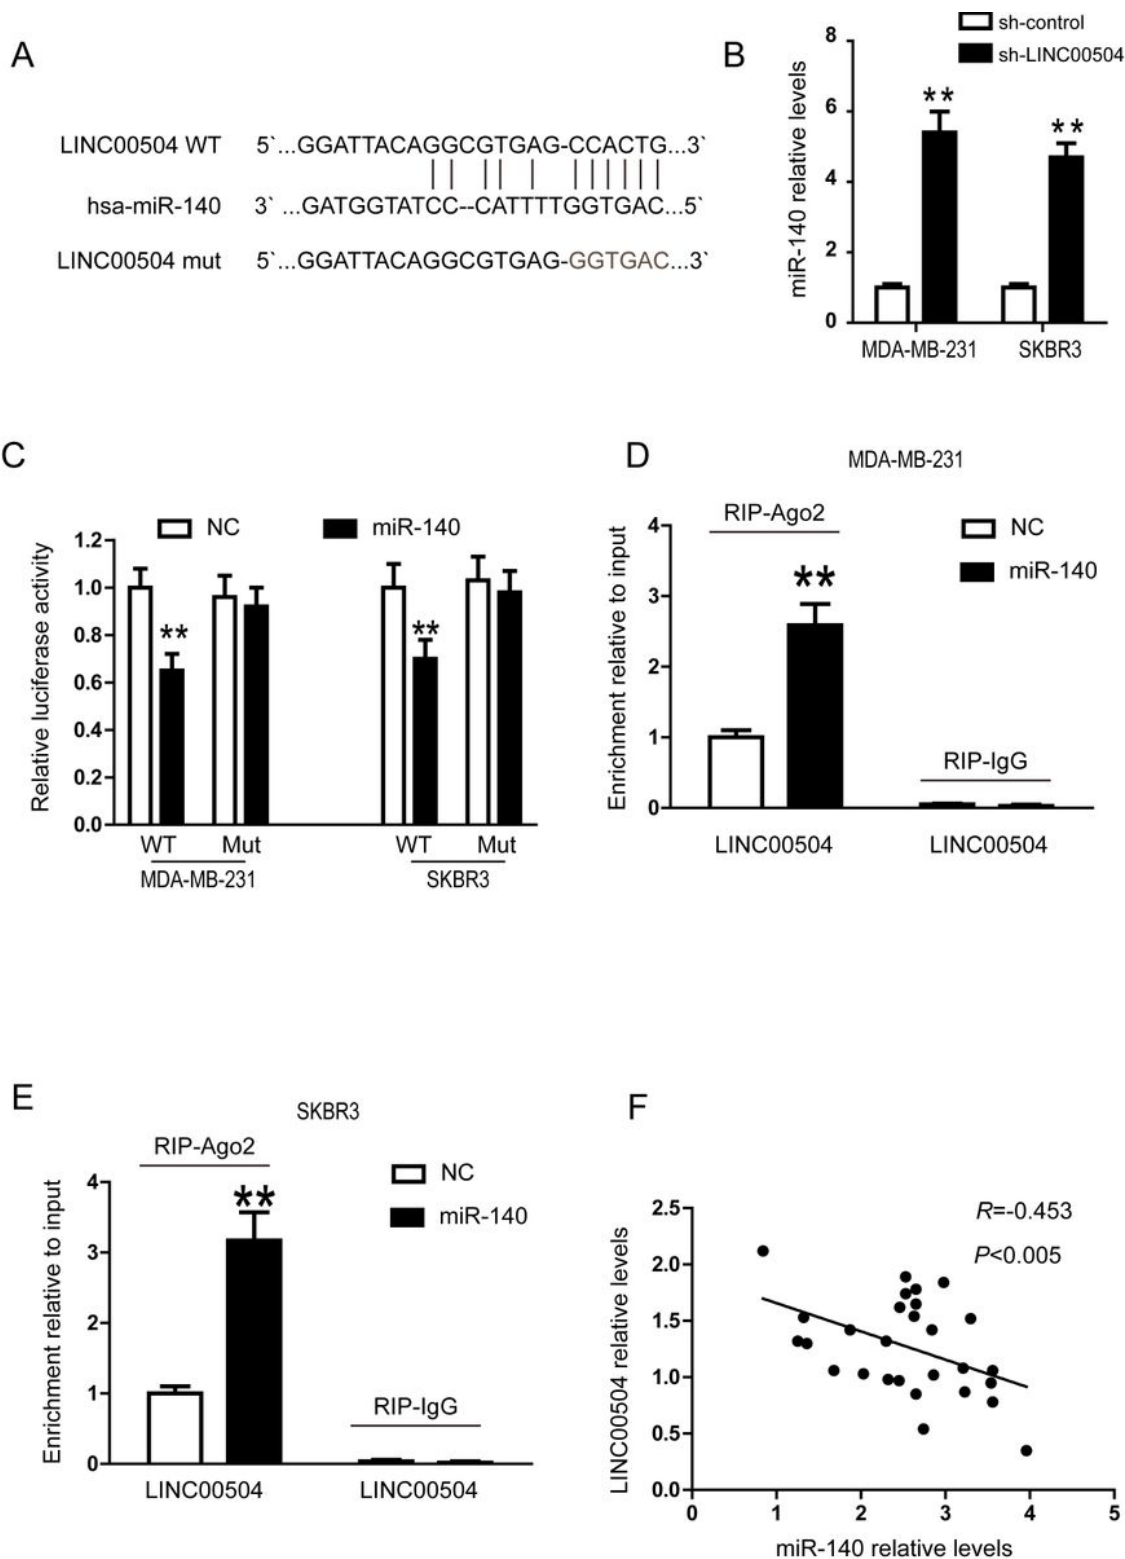 A
LINC00504 WT 5`...GGATTACAGGCGTGAG-CCACTG...3`
hsa-miR-140 3` ...GATGGTATCC--CATTTTGGTGAC...5`
LINC00504 mut 5`...GGATTACAGGCGTGAG-GGTGAC...3`
B
sh-control
sh-LINC00504
miR-140 relative levels
8
6
4
2
0
**
**
MDA-MB-231 SKBR3
C
NC miR-140
Relative luciferase activity
1.2
1.0
0.8
0.6
0.4
0.2
0.0
**
**
WT Mut WT Mut
MDA-MB-231 SKBR3
D
MDA-MB-231
RIP-Ago2
NC
miR-140
Enrichment relative to input
4
3
2
1
0
**
RIP-IgG
LINC00504 LINC00504
E
SKBR3
RIP-Ago2
NC
miR-140
Enrichment relative to input
4
3
2
1
0
**
RIP-IgG
LINC00504 LINC00504
F
R=-0.453
P<0.005
LINC00504 relative levels
2.5
2.0
1.5
1.0
0.5
0.0
0 1 2 3 4 5
miR-140 relative levels